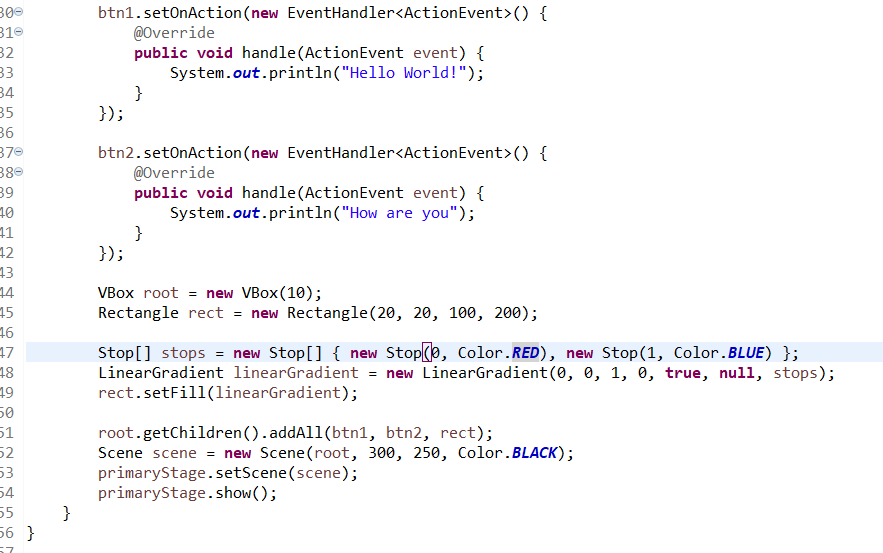 30 btn1.setOnAction(new EventHandler<ActionEvent>() {
31 @Override
32 public void handle(ActionEvent event) {
33 System.out.println("Hello World!");
34 }
35 });
36
37 btn2.setOnAction(new EventHandler<ActionEvent>() {
38 @Override
39 public void handle(ActionEvent event) {
40 System.out.println("How are you");
41 }
42 });
43
44 VBox root = new VBox(10);
45 Rectangle rect = new Rectangle(20, 20, 100, 200);
46
47 Stop[] stops = new Stop[] { new Stop(0, Color.RED), new Stop(1, Color.BLUE) };
48 LinearGradient linearGradient = new LinearGradient(0, 0, 1, 0, true, null, stops);
49 rect.setFill(linearGradient);
50
51 root.getChildren().addAll(btn1, btn2, rect);
52 Scene scene = new Scene(root, 300, 250, Color.BLACK);
53 primaryStage.setScene(scene);
54 primaryStage.show();
55 }
56 }
57